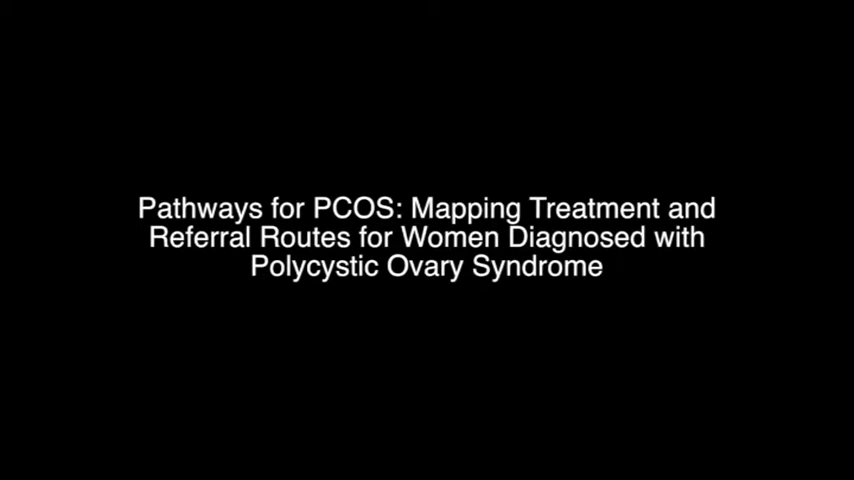 Pathways for PCOS: Mapping Treatment and
Referral Routes for Women Diagnosed with
Polycystic Ovary Syndrome